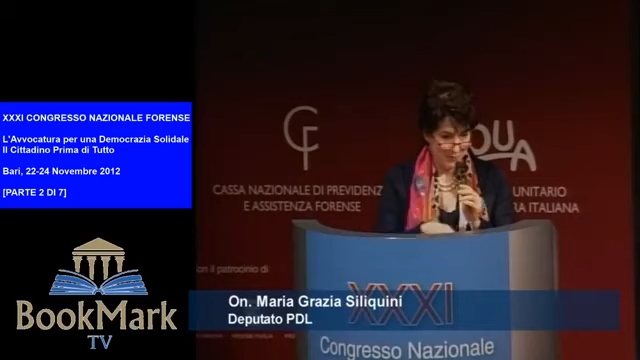 XXXI CONGRESSO NAZIONALE FORENSE
L'Avvocatura per una Democrazia Solidale
Il Cittadino Prima di Tutto
Bari, 22-24 Novembre 2012
[PARTE 2 DI 7]
BookMark
TV
CF
CASSA NAZIONALE DI PREVIDENZ
E ASSISTENZA FORENSE
OUA
UNITARIO
RA ITALIANA
on il patrocinio di
On. Maria Grazia Siliquini
Deputato PDL
XXXI
Congresso Nazionale